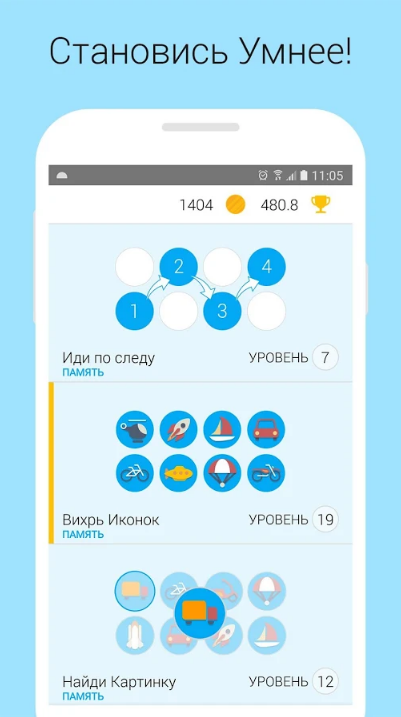 Становись Умнее!
11:05
1404 480.8
2 4
1 3
Иди по следу УРОВЕНЬ 7
ПАМЯТЬ
Вихрь Иконок УРОВЕНЬ 19
ПАМЯТЬ
Найди Картинку УРОВЕНЬ 12
ПАМЯТЬ